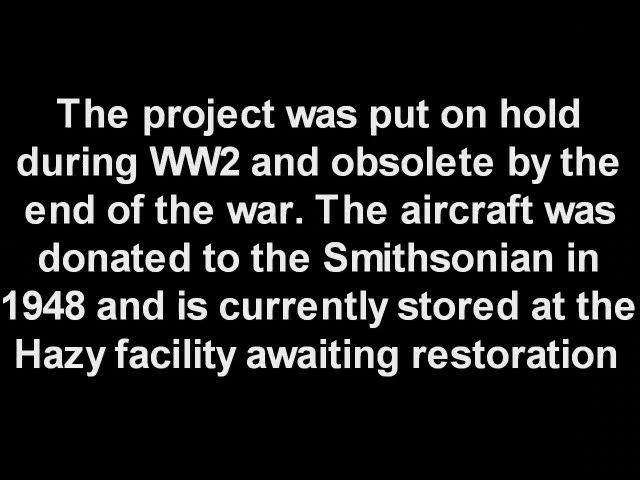 The project was put on hold
during WW2 and obsolete by the
end of the war. The aircraft was
donated to the Smithsonian in
1948 and is currently stored at the
Hazy facility awaiting restoration